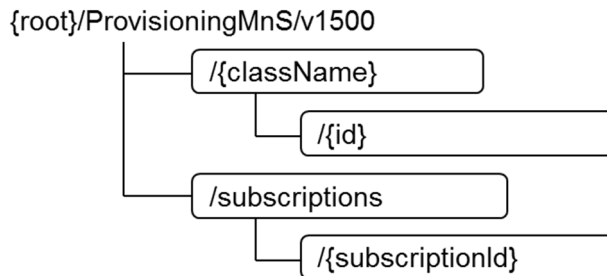 {root}/ProvisioningMnS/v1500
/{className}
/{id}
/subscriptions
/{subscriptionId}